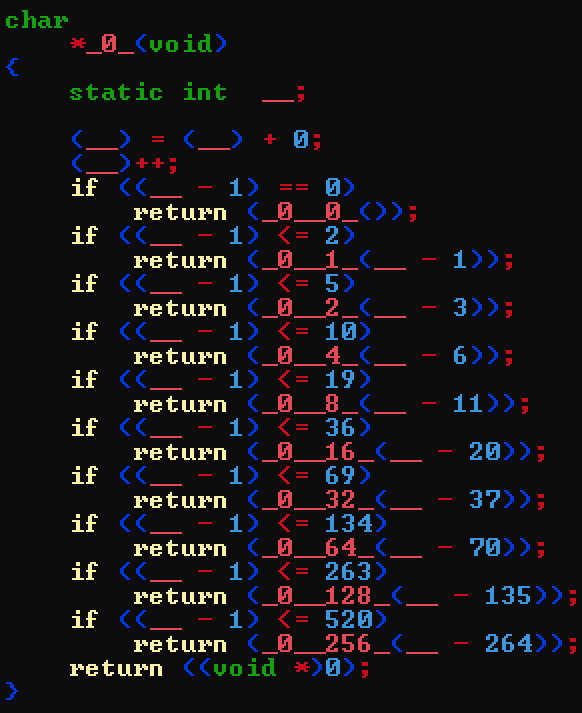 char
*_0_(void)
{
static int  __;
(__) = (__) + 0;
(__)++;
if ((__ - 1) == 0)
return (_0__0_());
if ((__ - 1) <= 2)
return (_0__1_(__ - 1));
if ((__ - 1) <= 5)
return (_0__2_(__ - 3));
if ((__ - 1) <= 10)
return (_0__4_(__ - 6));
if ((__ - 1) <= 19)
return (_0__8_(__ - 11));
if ((__ - 1) <= 36)
return (_0__16_(__ - 20));
if ((__ - 1) <= 69)
return (_0__32_(__ - 37));
if ((__ - 1) <= 134)
return (_0__64_(__ - 70));
if ((__ - 1) <= 263)
return (_0__128_(__ - 135));
if ((__ - 1) <= 520)
return (_0__256_(__ - 264));
return ((void *)0);
}